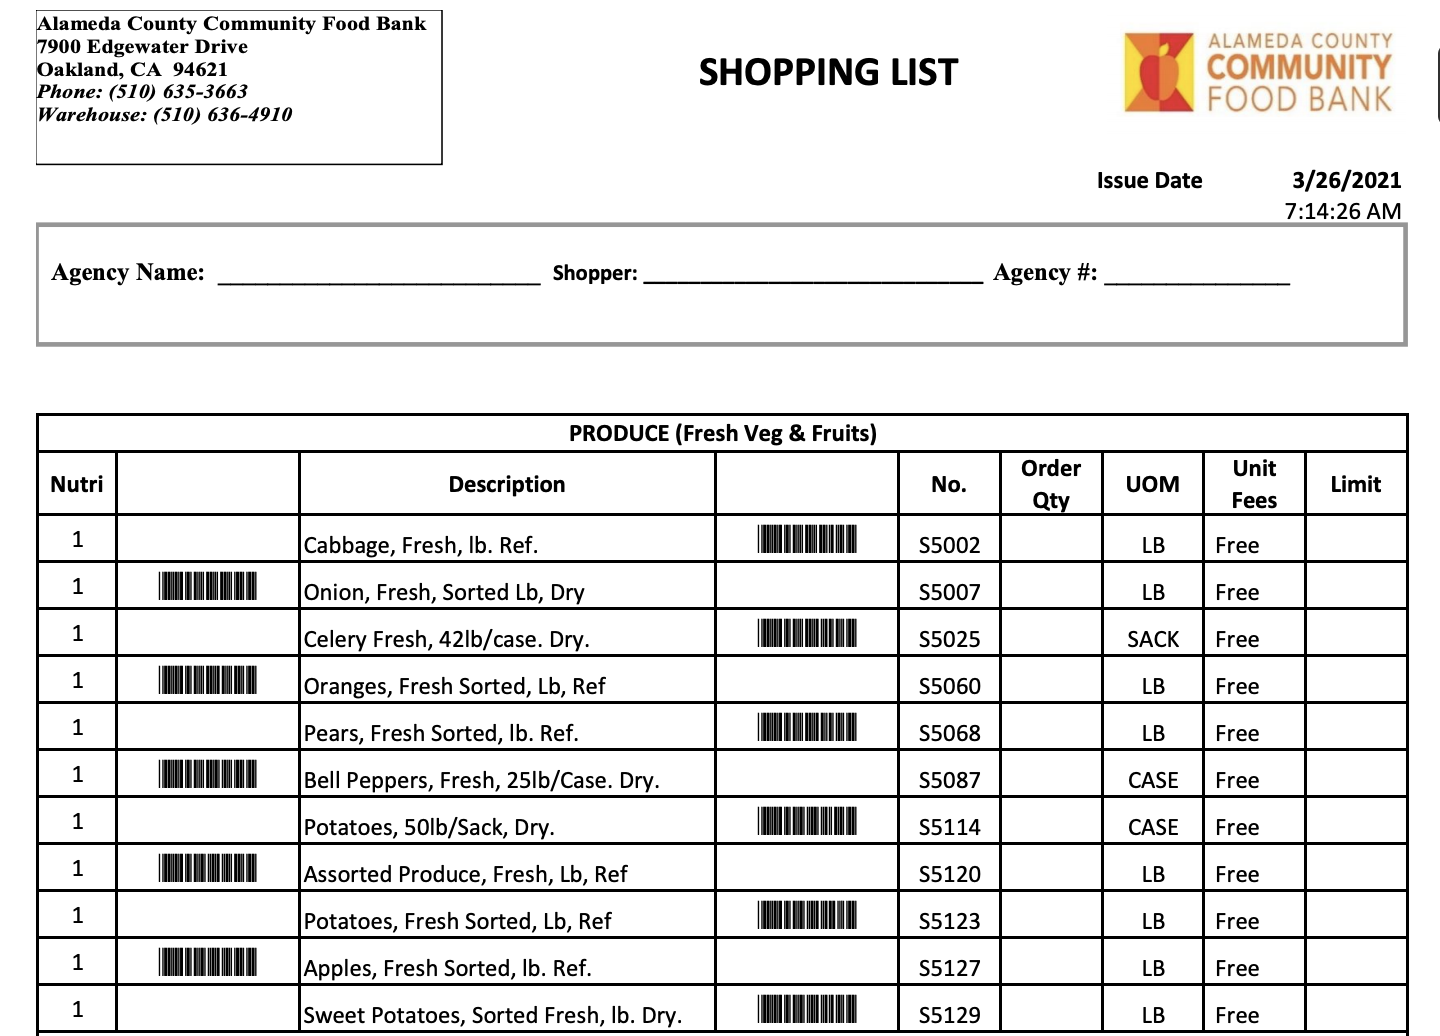 Alameda County Community Food Bank
7900 Edgewater Drive
Oakland, CA  94621
Phone: (510) 635-3663
Warehouse: (510) 636-4910
SHOPPING LIST
ALAMEDA COUNTY
COMMUNITY
FOOD BANK
Issue Date 3/26/2021
7:14:26 AM
Agency Name: __________________________ Shopper: __________________________ Agency #: _______________
PRODUCE (Fresh Veg & Fruits)
Nutri Description No. Order Qty UOM Unit Fees Limit
1 Cabbage, Fresh, lb. Ref. S5002 LB Free
1 Onion, Fresh, Sorted Lb, Dry S5007 LB Free
1 Celery Fresh, 42lb/case. Dry. S5025 SACK Free
1 Oranges, Fresh Sorted, Lb, Ref S5060 LB Free
1 Pears, Fresh Sorted, lb. Ref. S5068 LB Free
1 Bell Peppers, Fresh, 25lb/Case. Dry. S5087 CASE Free
1 Potatoes, 50lb/Sack, Dry. S5114 CASE Free
1 Assorted Produce, Fresh, Lb, Ref S5120 LB Free
1 Potatoes, Fresh Sorted, Lb, Ref S5123 LB Free
1 Apples, Fresh Sorted, lb. Ref. S5127 LB Free
1 Sweet Potatoes, Sorted Fresh, lb. Dry. S5129 LB Free